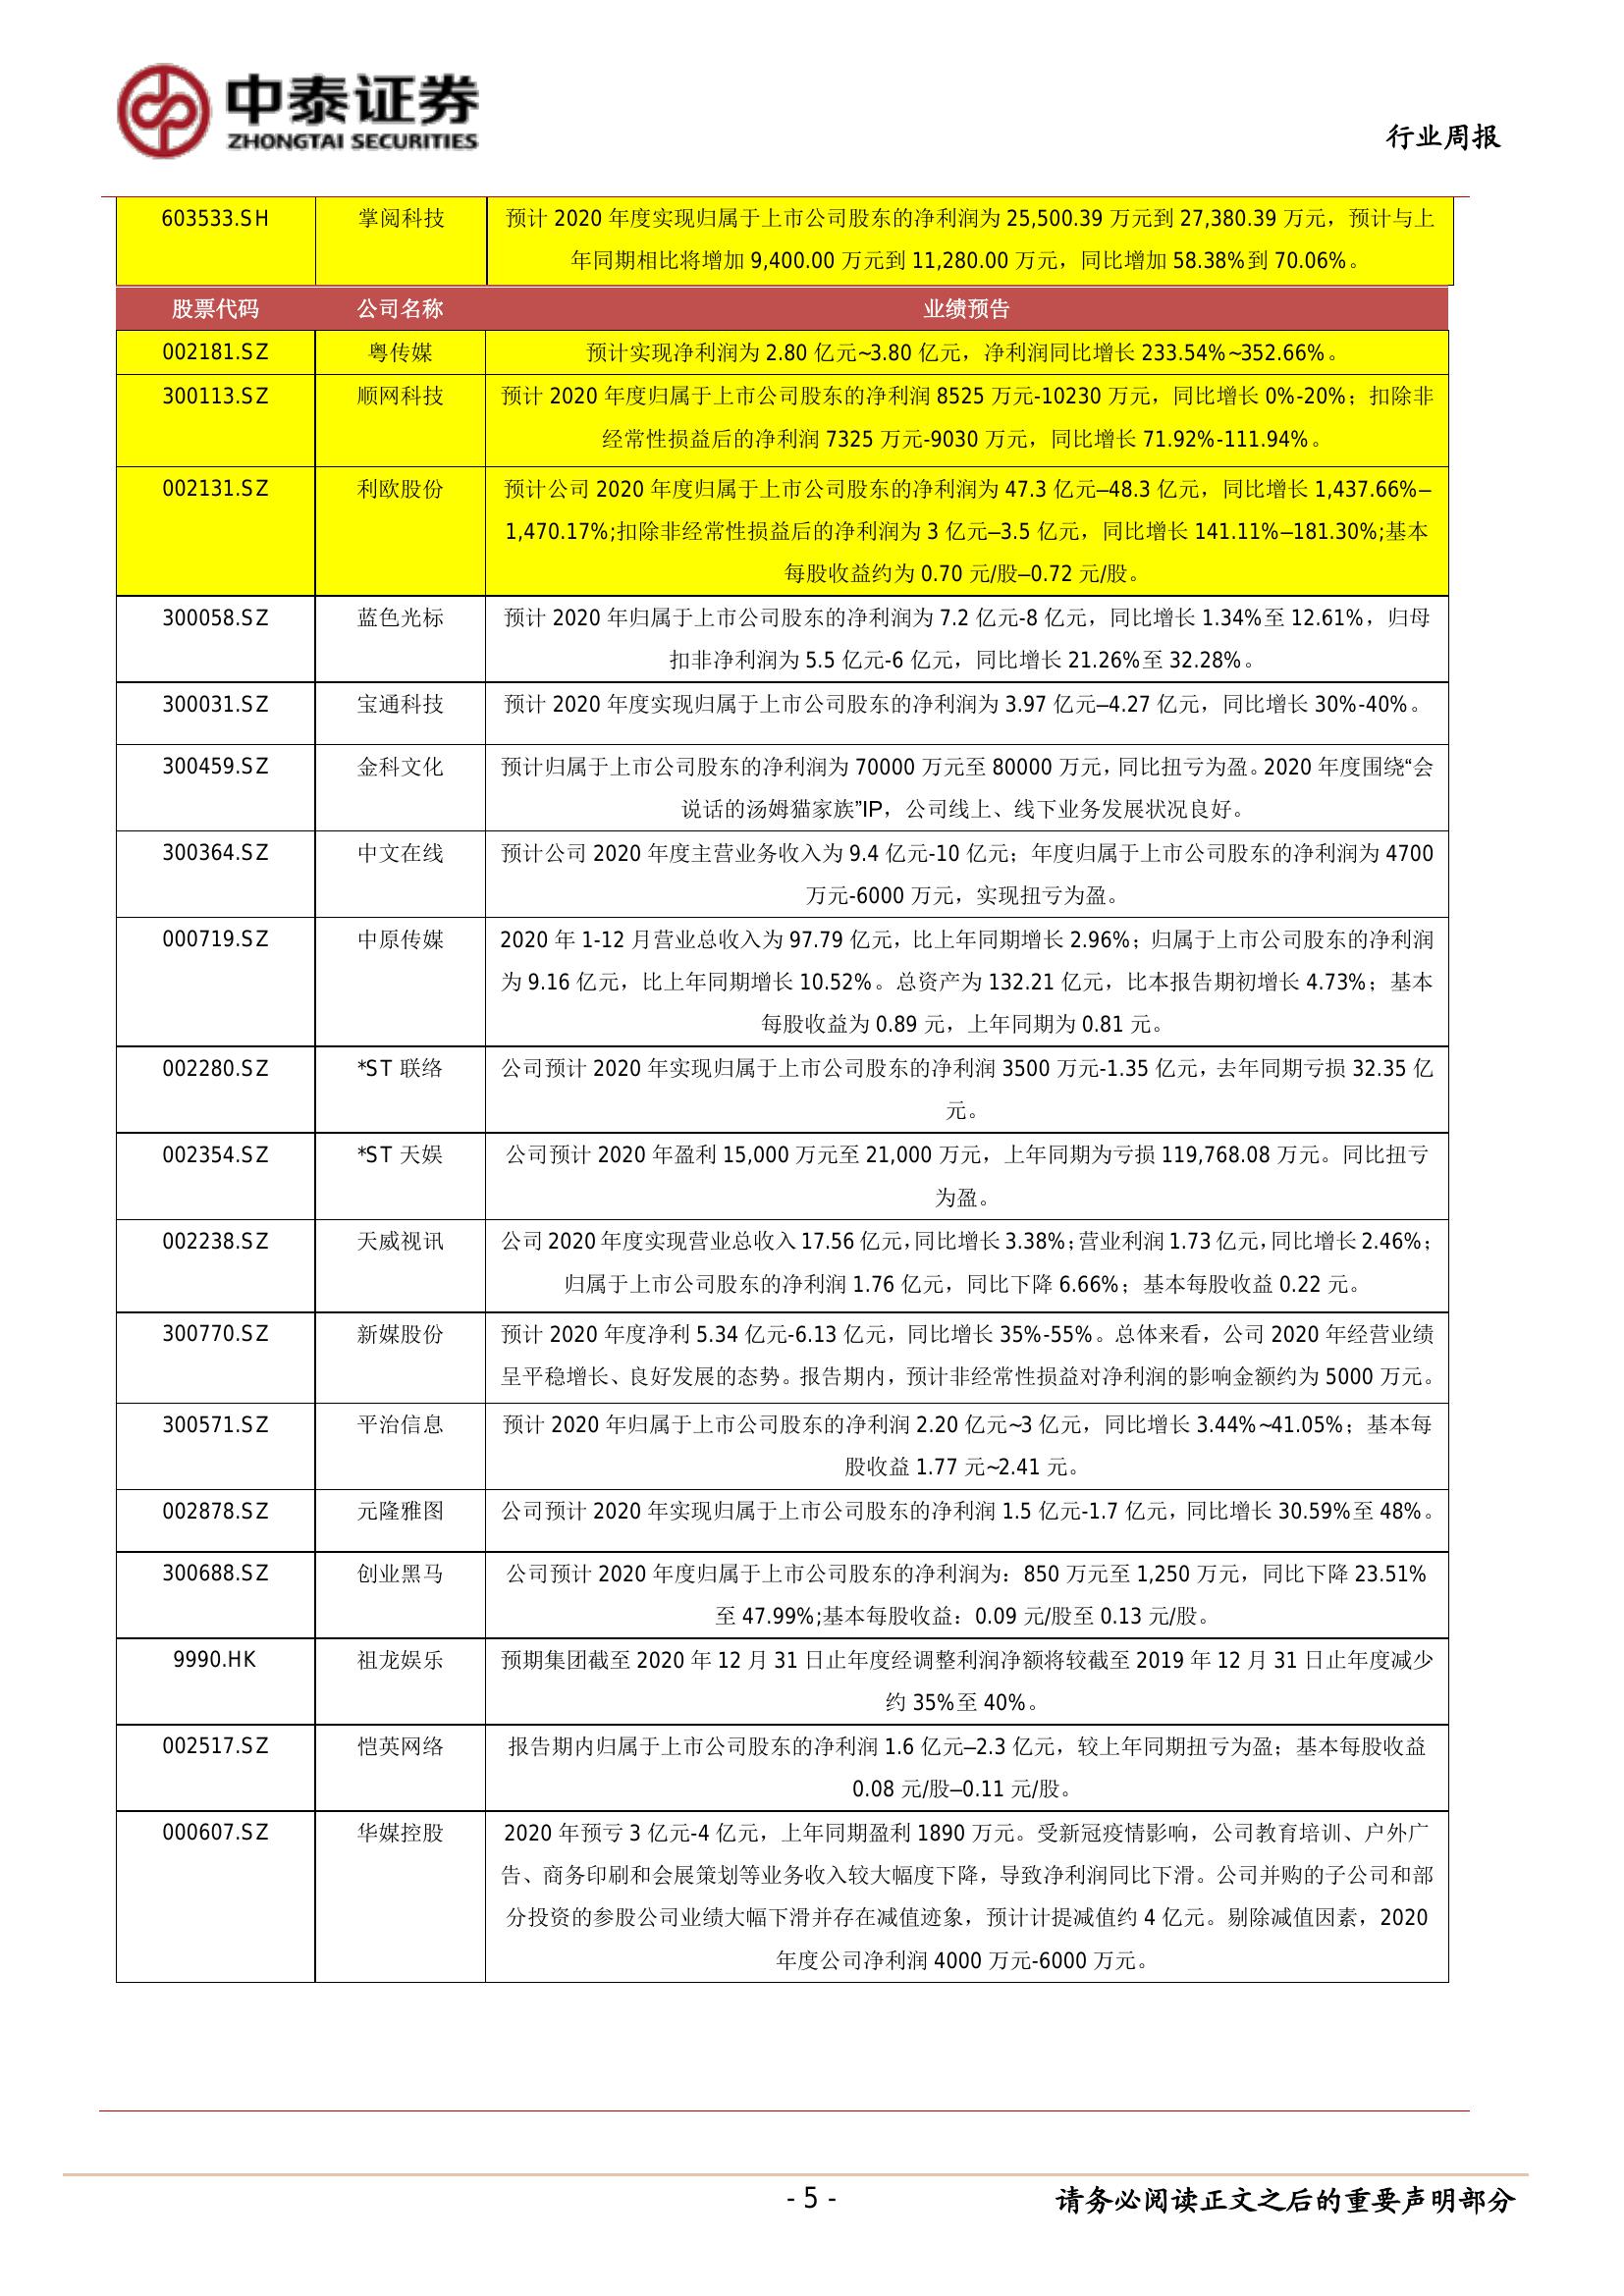 中泰证券
ZHONGTAI SECURITIES
行业周报
603533.SH 掌阅科技 预计 2020 年度实现归属于上市公司股东的净利润为 25,500.39 万元到 27,380.39 万元，预计与上
年同期相比将增加 9,400.00 万元到 11,280.00 万元，同比增加 58.38%到 70.06%。
股票代码 公司名称 业绩预告
002181.SZ 粤传媒 预计实现净利润为 2.80 亿元~3.80 亿元，净利润同比增长 233.54%~352.66%。
300113.SZ 顺网科技 预计 2020 年度归属于上市公司股东的净利润 8525 万元-10230 万元，同比增长 0%-20%；扣除非
经常性损益后的净利润 7325 万元-9030 万元，同比增长 71.92%-111.94%。
002131.SZ 利欧股份 预计公司 2020 年度归属于上市公司股东的净利润为 47.3 亿元–48.3 亿元，同比增长 1,437.66%–
1,470.17%;扣除非经常性损益后的净利润为 3 亿元–3.5 亿元，同比增长 141.11%–181.30%;基本
每股收益约为 0.70 元/股–0.72 元/股。
300058.SZ 蓝色光标 预计 2020 年归属于上市公司股东的净利润为 7.2 亿元-8 亿元，同比增长 1.34%至 12.61%，归母
扣非净利润为 5.5 亿元-6 亿元，同比增长 21.26%至 32.28%。
300031.SZ 宝通科技 预计 2020 年度实现归属于上市公司股东的净利润为 3.97 亿元–4.27 亿元，同比增长 30%-40%。
300459.SZ 金科文化 预计归属于上市公司股东的净利润为 70000 万元至 80000 万元，同比扭亏为盈。2020 年度围绕“会
说话的汤姆猫家族”IP，公司线上、线下业务发展状况良好。
300364.SZ 中文在线 预计公司 2020 年度主营业务收入为 9.4 亿元-10 亿元；年度归属于上市公司股东的净利润为 4700
万元-6000 万元，实现扭亏为盈。
000719.SZ 中原传媒 2020 年 1-12 月营业总收入为 97.79 亿元，比上年同期增长 2.96%；归属于上市公司股东的净利润
为 9.16 亿元，比上年同期增长 10.52%。总资产为 132.21 亿元，比本报告期初增长 4.73%；基本
每股收益为 0.89 元，上年同期为 0.81 元。
002280.SZ *ST 联络 公司预计 2020 年实现归属于上市公司股东的净利润 3500 万元-1.35 亿元，去年同期亏损 32.35 亿
元。
002354.SZ *ST 天娱 公司预计 2020 年盈利 15,000 万元至 21,000 万元，上年同期为亏损 119,768.08 万元。同比扭亏
为盈。
002238.SZ 天威视讯 公司 2020 年度实现营业总收入 17.56 亿元，同比增长 3.38%；营业利润 1.73 亿元，同比增长 2.46%；
归属于上市公司股东的净利润 1.76 亿元，同比下降 6.66%；基本每股收益 0.22 元。
300770.SZ 新媒股份 预计 2020 年度净利 5.34 亿元-6.13 亿元，同比增长 35%-55%。总体来看，公司 2020 年经营业绩
呈平稳增长、良好发展的态势。报告期内，预计非经常性损益对净利润的影响金额约为 5000 万元。
300571.SZ 平治信息 预计 2020 年归属于上市公司股东的净利润 2.20 亿元~3 亿元，同比增长 3.44%~41.05%；基本每
股收益 1.77 元~2.41 元。
002878.SZ 元隆雅图 公司预计 2020 年实现归属于上市公司股东的净利润 1.5 亿元-1.7 亿元，同比增长 30.59%至 48%。
300688.SZ 创业黑马 公司预计 2020 年度归属于上市公司股东的净利润为：850 万元至 1,250 万元，同比下降 23.51%
至 47.99%;基本每股收益：0.09 元/股至 0.13 元/股。
9990.HK 祖龙娱乐 预期集团截至 2020 年 12 月 31 日止年度经调整利润净额将较截至 2019 年 12 月 31 日止年度减少
约 35%至 40%。
002517.SZ 恺英网络 报告期内归属于上市公司股东的净利润 1.6 亿元–2.3 亿元，较上年同期扭亏为盈；基本每股收益
0.08 元/股–0.11 元/股。
000607.SZ 华媒控股 2020 年预亏 3 亿元-4 亿元，上年同期盈利 1890 万元。受新冠疫情影响，公司教育培训、户外广
告、商务印刷和会展策划等业务收入较大幅度下降，导致净利润同比下滑。公司并购的子公司和部
分投资的参股公司业绩大幅下滑并存在减值迹象，预计计提减值约 4 亿元。剔除减值因素，2020
年度公司净利润 4000 万元-6000 万元。
- 5 -
请务必阅读正文之后的重要声明部分